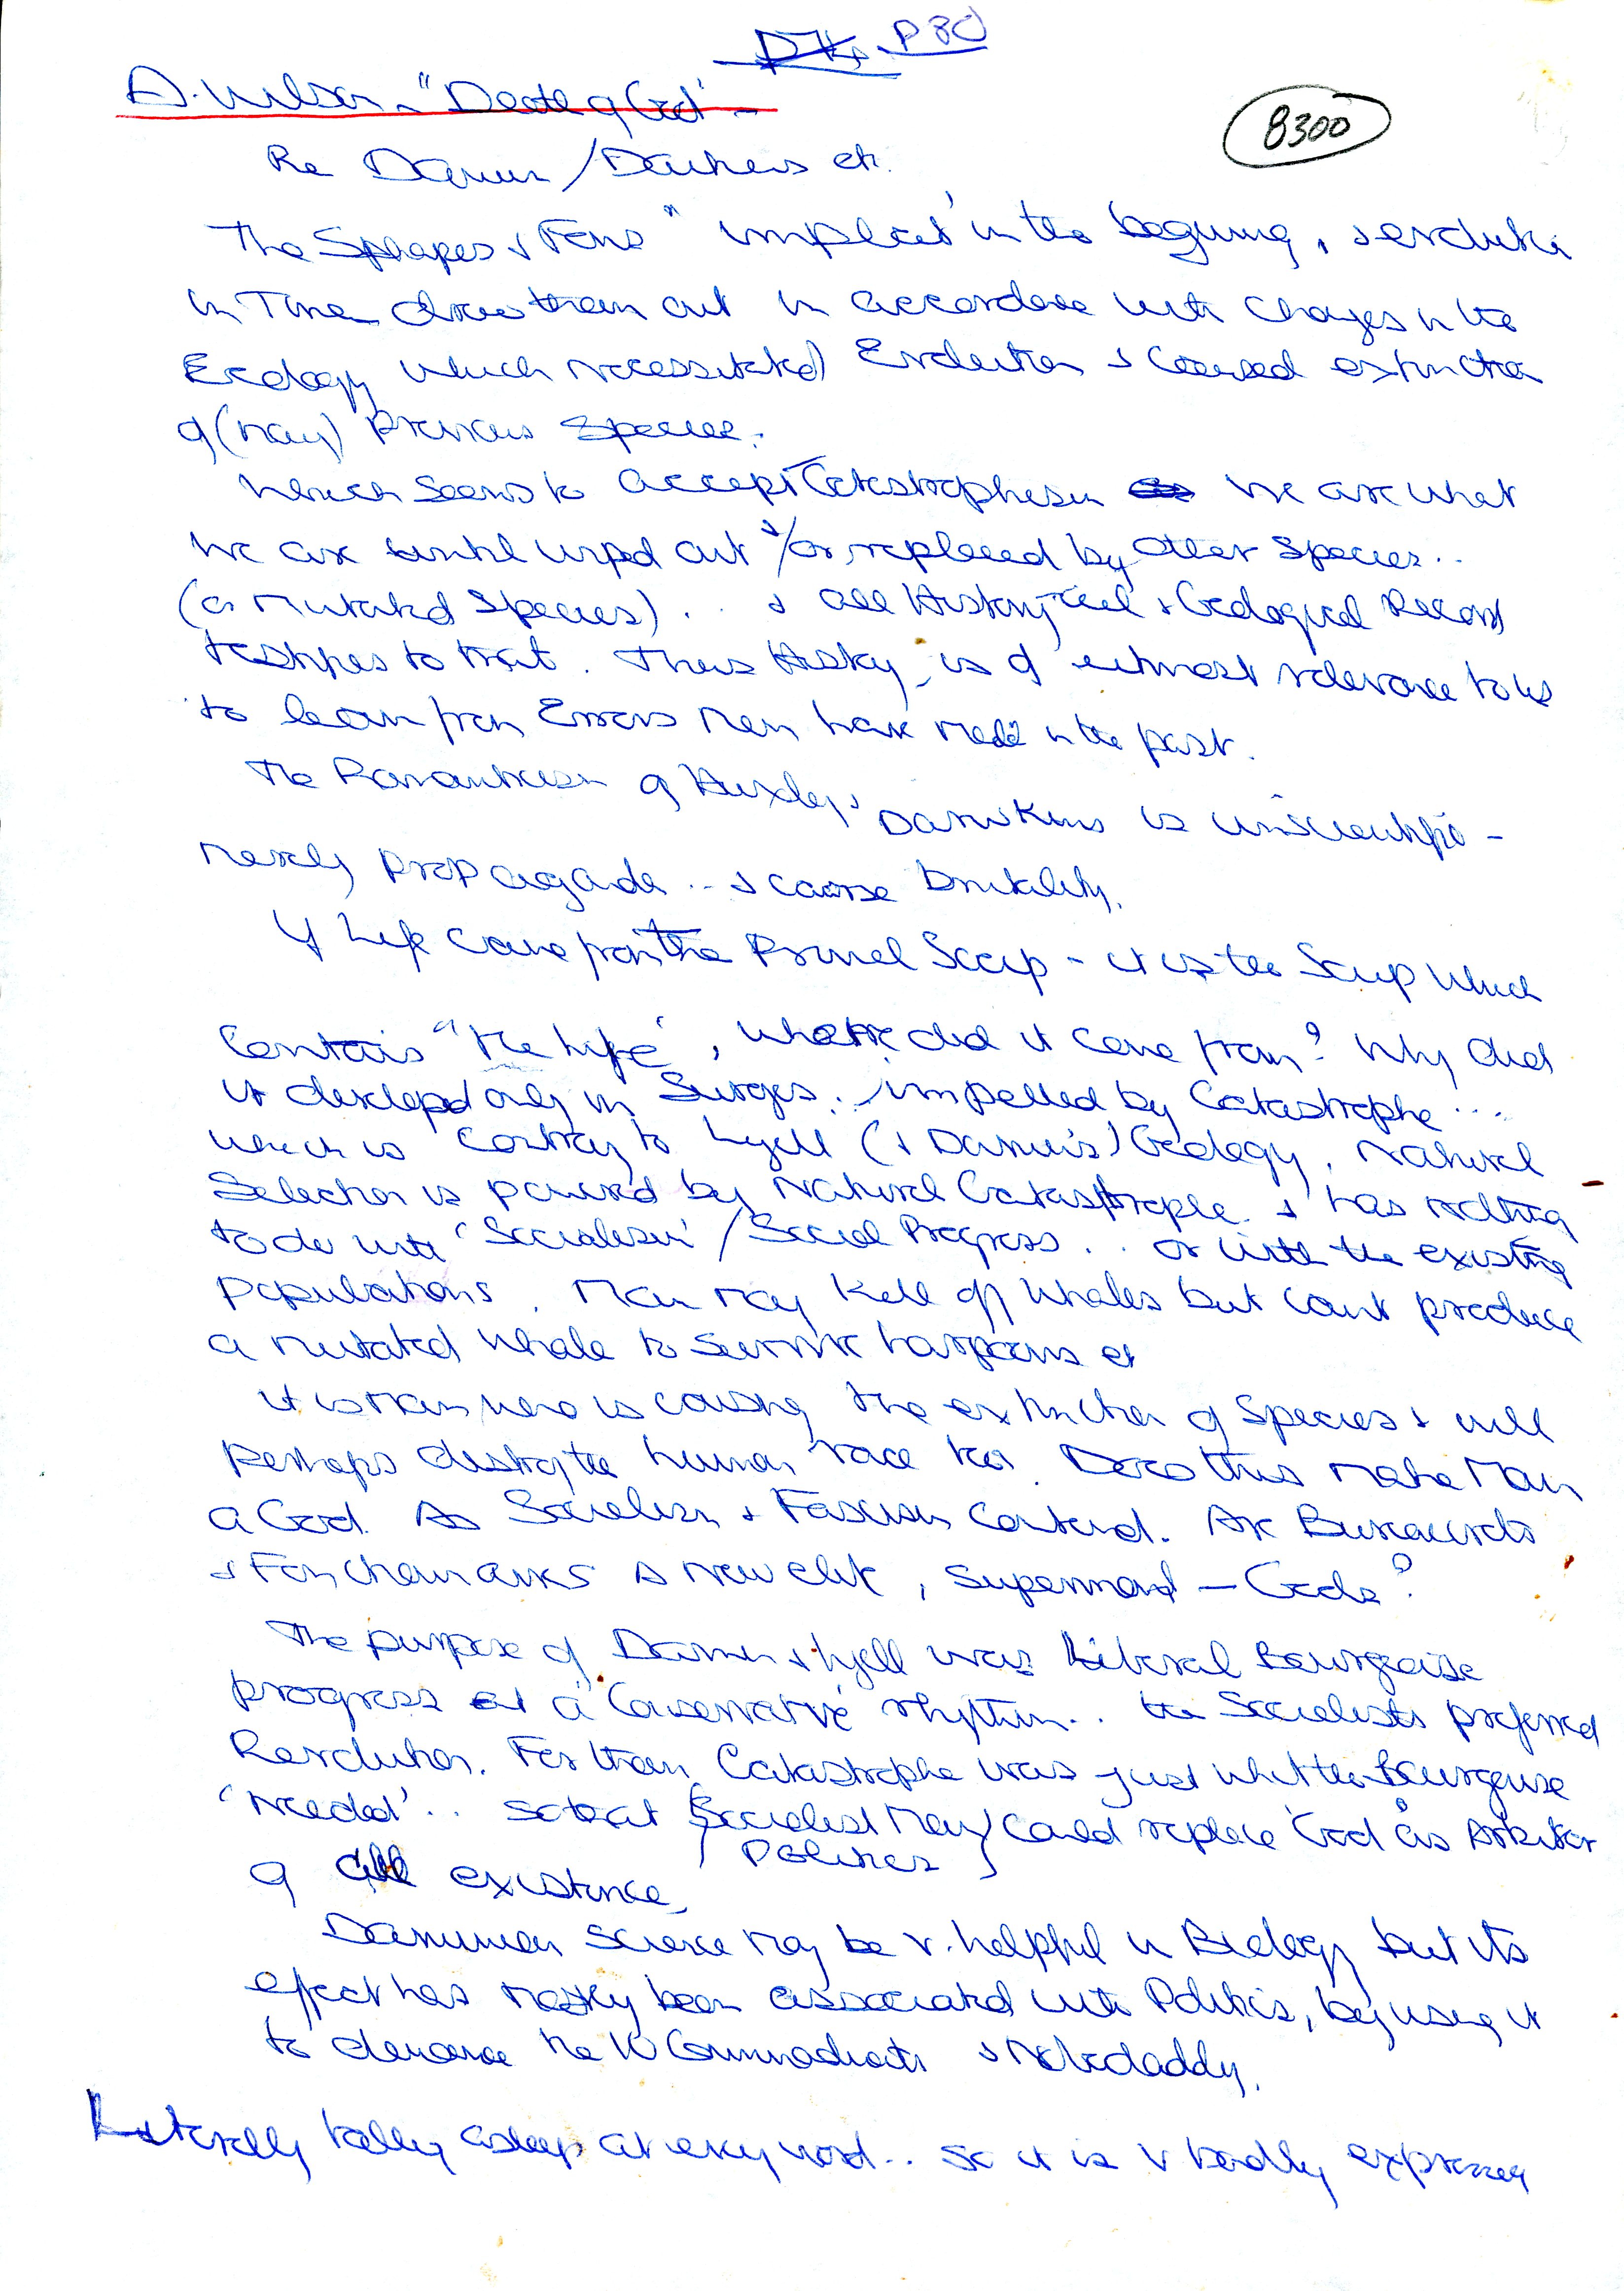 P80
A. Wilson - "Death of God" -
8300
Re Darwin / Dawkins etc.
The Shapes & Forms "implicit" in the beginning, & evolution
in Time drew them out in accordance with changes in the
Ecology which necessitated Evolution & caused extinction
of (many) previous species.
Which seems to accept Catastrophism we are what
we are until wiped out &/or replaced by other species..
(or mutated species)... & all Historical & Geological Record
testifies to that. Thus History is of utmost relevance to us
to learn from Errors Men have made in the past.
The Romanticism of Huxley, Dawkins is unscientific -
merely propaganda .. & coarse brutality.
If Life came from the Primal Soup - it is the Soup which
contains "the life", where did it come from? Why did
it develop only in Surges.. impelled by Catastrophe ...
which is contrary to Lyell (& Darwin's) Geology. Natural
Selection is powered by Natural Catastrophe & has nothing
to do with 'Socialism' / Social Progress.. or with the existing
populations. Man may kill off whales but can't produce
a mutated whale to survive harpoons etc
it is Man who is causing the extinction of Species & will
perhaps destroy the human race too. Does this make Man
a God. As Socialism & Fascism contend. Are Bureaucrats
& a new elite, Supermen - Gods?
The purpose of Darwin & Lyell was Liberal Bourgeoise
progress at a 'Conservative' rhythm.. the Socialists preferred
Revolution. For them Catastrophe was just what the Bourgeoise
'needed'.. so that (Socialist Man) could replace 'God' as Arbiter
Politics
of all existence.
Darwinian Science may be v. helpful in Biology but its
effect has mostly been associated with Politics, by using it
to denounce the 10 Commandments & Nobodaddy.
Literally falling asleep at every word.. so it is v badly expressed